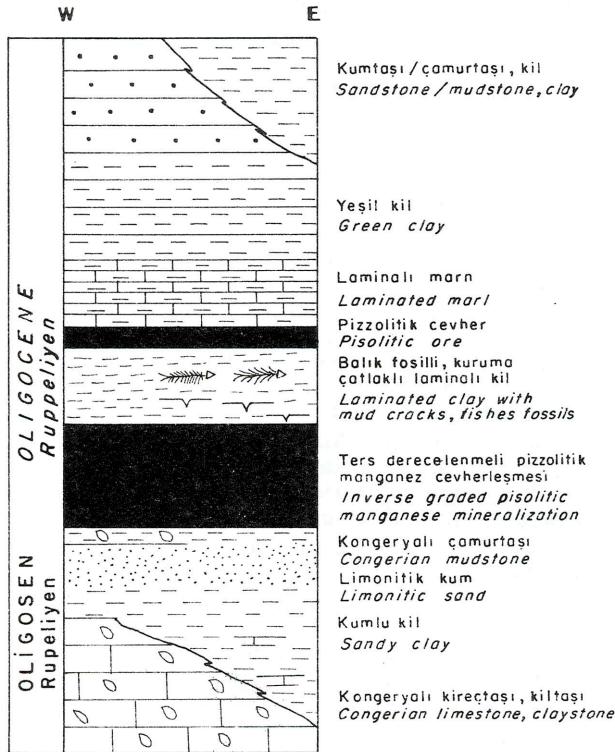 W E
Kumtaşı/çamurtaşı, kil
Sandstone/mudstone, clay
Yeşil kil
Green clay
Laminalı marn
Laminated marl
Pizzolitik cevher
Pisolitic ore
Balık fosilli, kuruma
çatlaklı laminalı kil
Laminated clay with
mud cracks, fishes fossils
Ters derecelenmeli pizzolitik
manganez cevherleşmesi
Inverse graded pisolitic
manganese mineralization
Kongeryalı çamurtaşı
Congerian mudstone
Limonitik kum
Limonitic sand
Kumlu kil
Sandy clay
Kongeryalı kireçtaşı, kiltaşı
Congerian limestone, claystone
OLIGOCENE
Ruppeliyen
OLİGOSEN
Rupeliyen